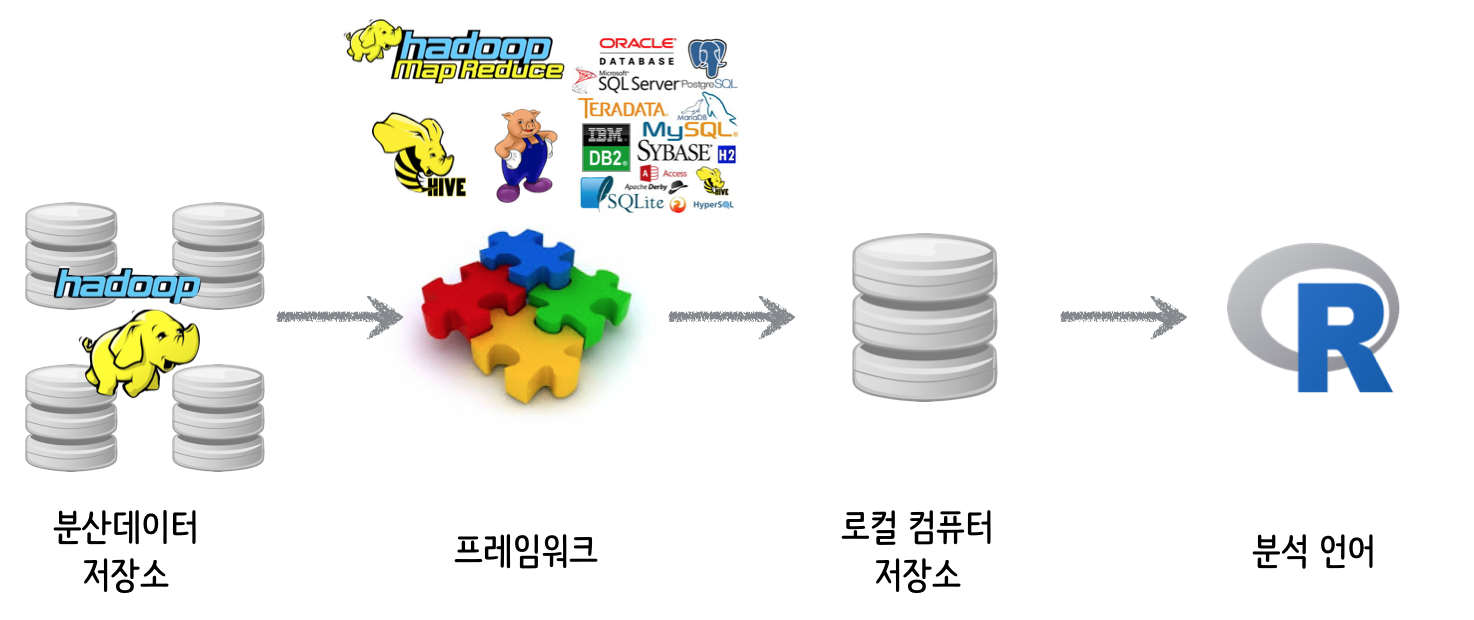 hadoop
Map Reduce
ORACLE
DATABASE
Microsoft
SQL Server
PostgreSQL
TERADATA
MariaDB
IBM
DB2
MySQL
SYBASE
H2
Access
Apache Derby
HIVE
SQLite
HyperSQL
HIVE
hadoop
R
분산데이터
저장소
프레임워크
로컬 컴퓨터
저장소
분석 언어